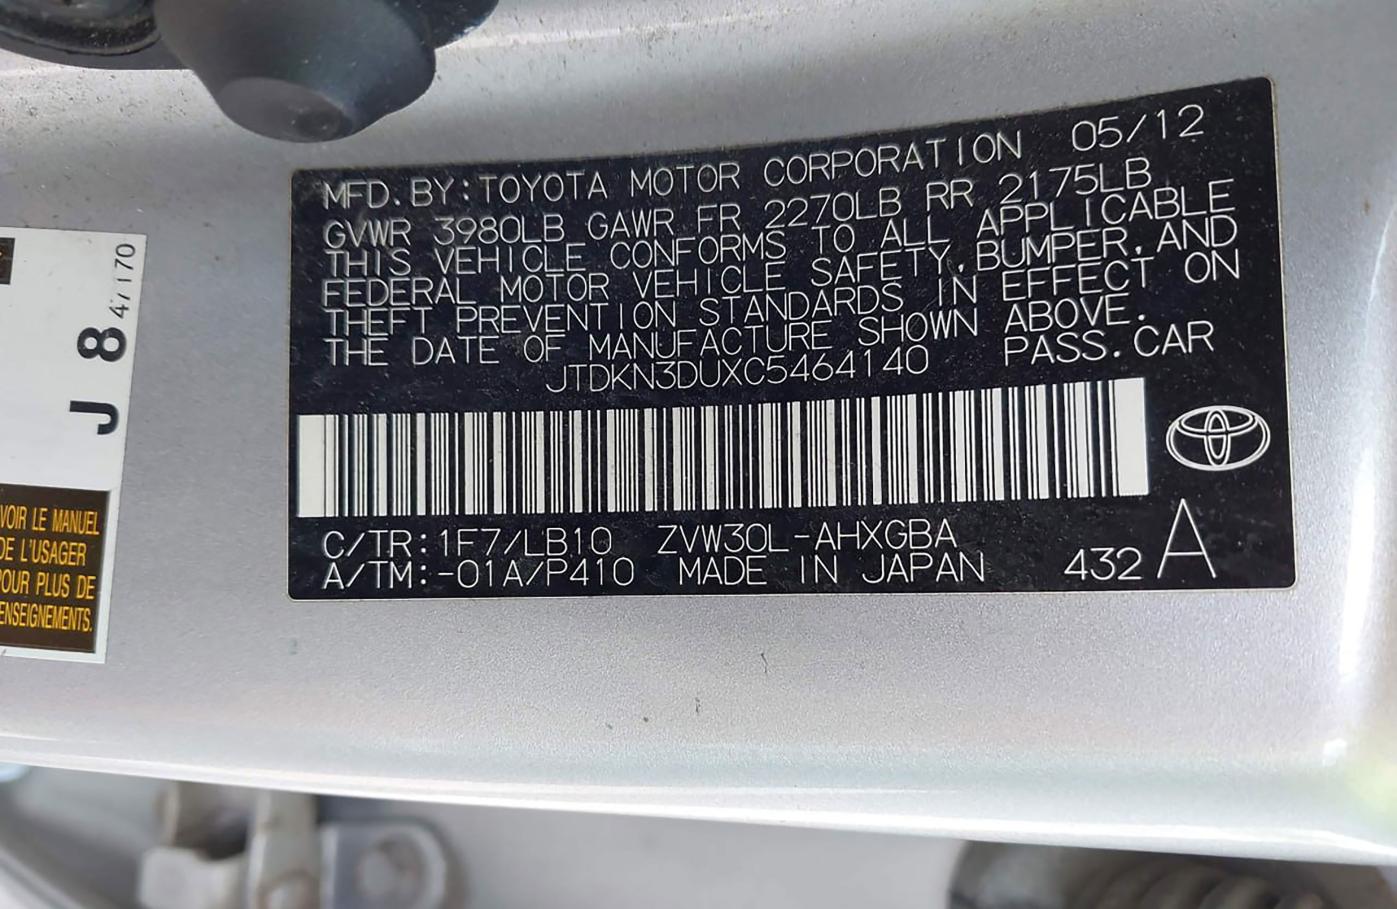 MFD. BY: TOYOTA MOTOR CORPORATION 05/12
GVWR 3980LB GAWR FR 2270LB RR 2175LB
THIS VEHICLE CONFORMS TO ALL APPLICABLE
FEDERAL MOTOR VEHICLE SAFETY, BUMPER, AND
THEFT PREVENTION STANDARDS IN EFFECT ON
THE DATE OF MANUFACTURE SHOWN ABOVE.
JTDKN3DUXC5464140 PASS. CAR
C/TR: 1F7/LB10 ZVW30L-AHXGBA
A/TM: -01A/P410 MADE IN JAPAN 432 A
J 8 47170
VOIR LE MANUEL
DE L'USAGER
POUR PLUS DE
ENSEIGNEMENTS.